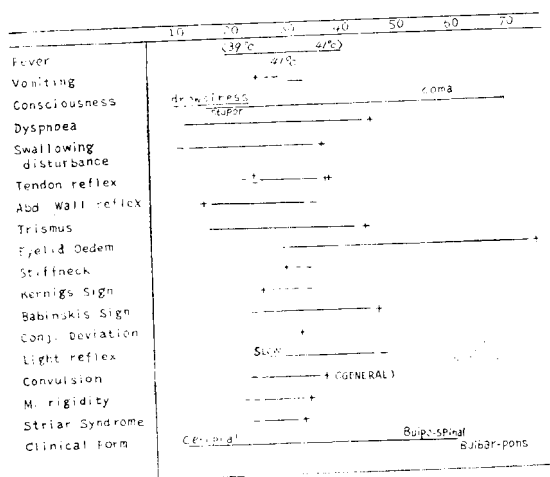 10 20 30 40 50 60 70
Fever (39°c 41°c)
41°c
Vomiting + - -
Consciousness drowsiness coma
stupor
Dyspnoea +
Swallowing +
disturbance
Tendon reflex - + ++
Abd Wall reflex + -
Trismus +
Eyelid Oedem +
Stiffneck + -
Kernigs Sign + -
Babinskis Sign +
Conj. Deviation +
Light reflex SLOW
Convulsion + (GENERAL)
M. rigidity +
Striar Syndrome +
Clinical Form Cerebral Bulbo-spinal
Bulbar-pons